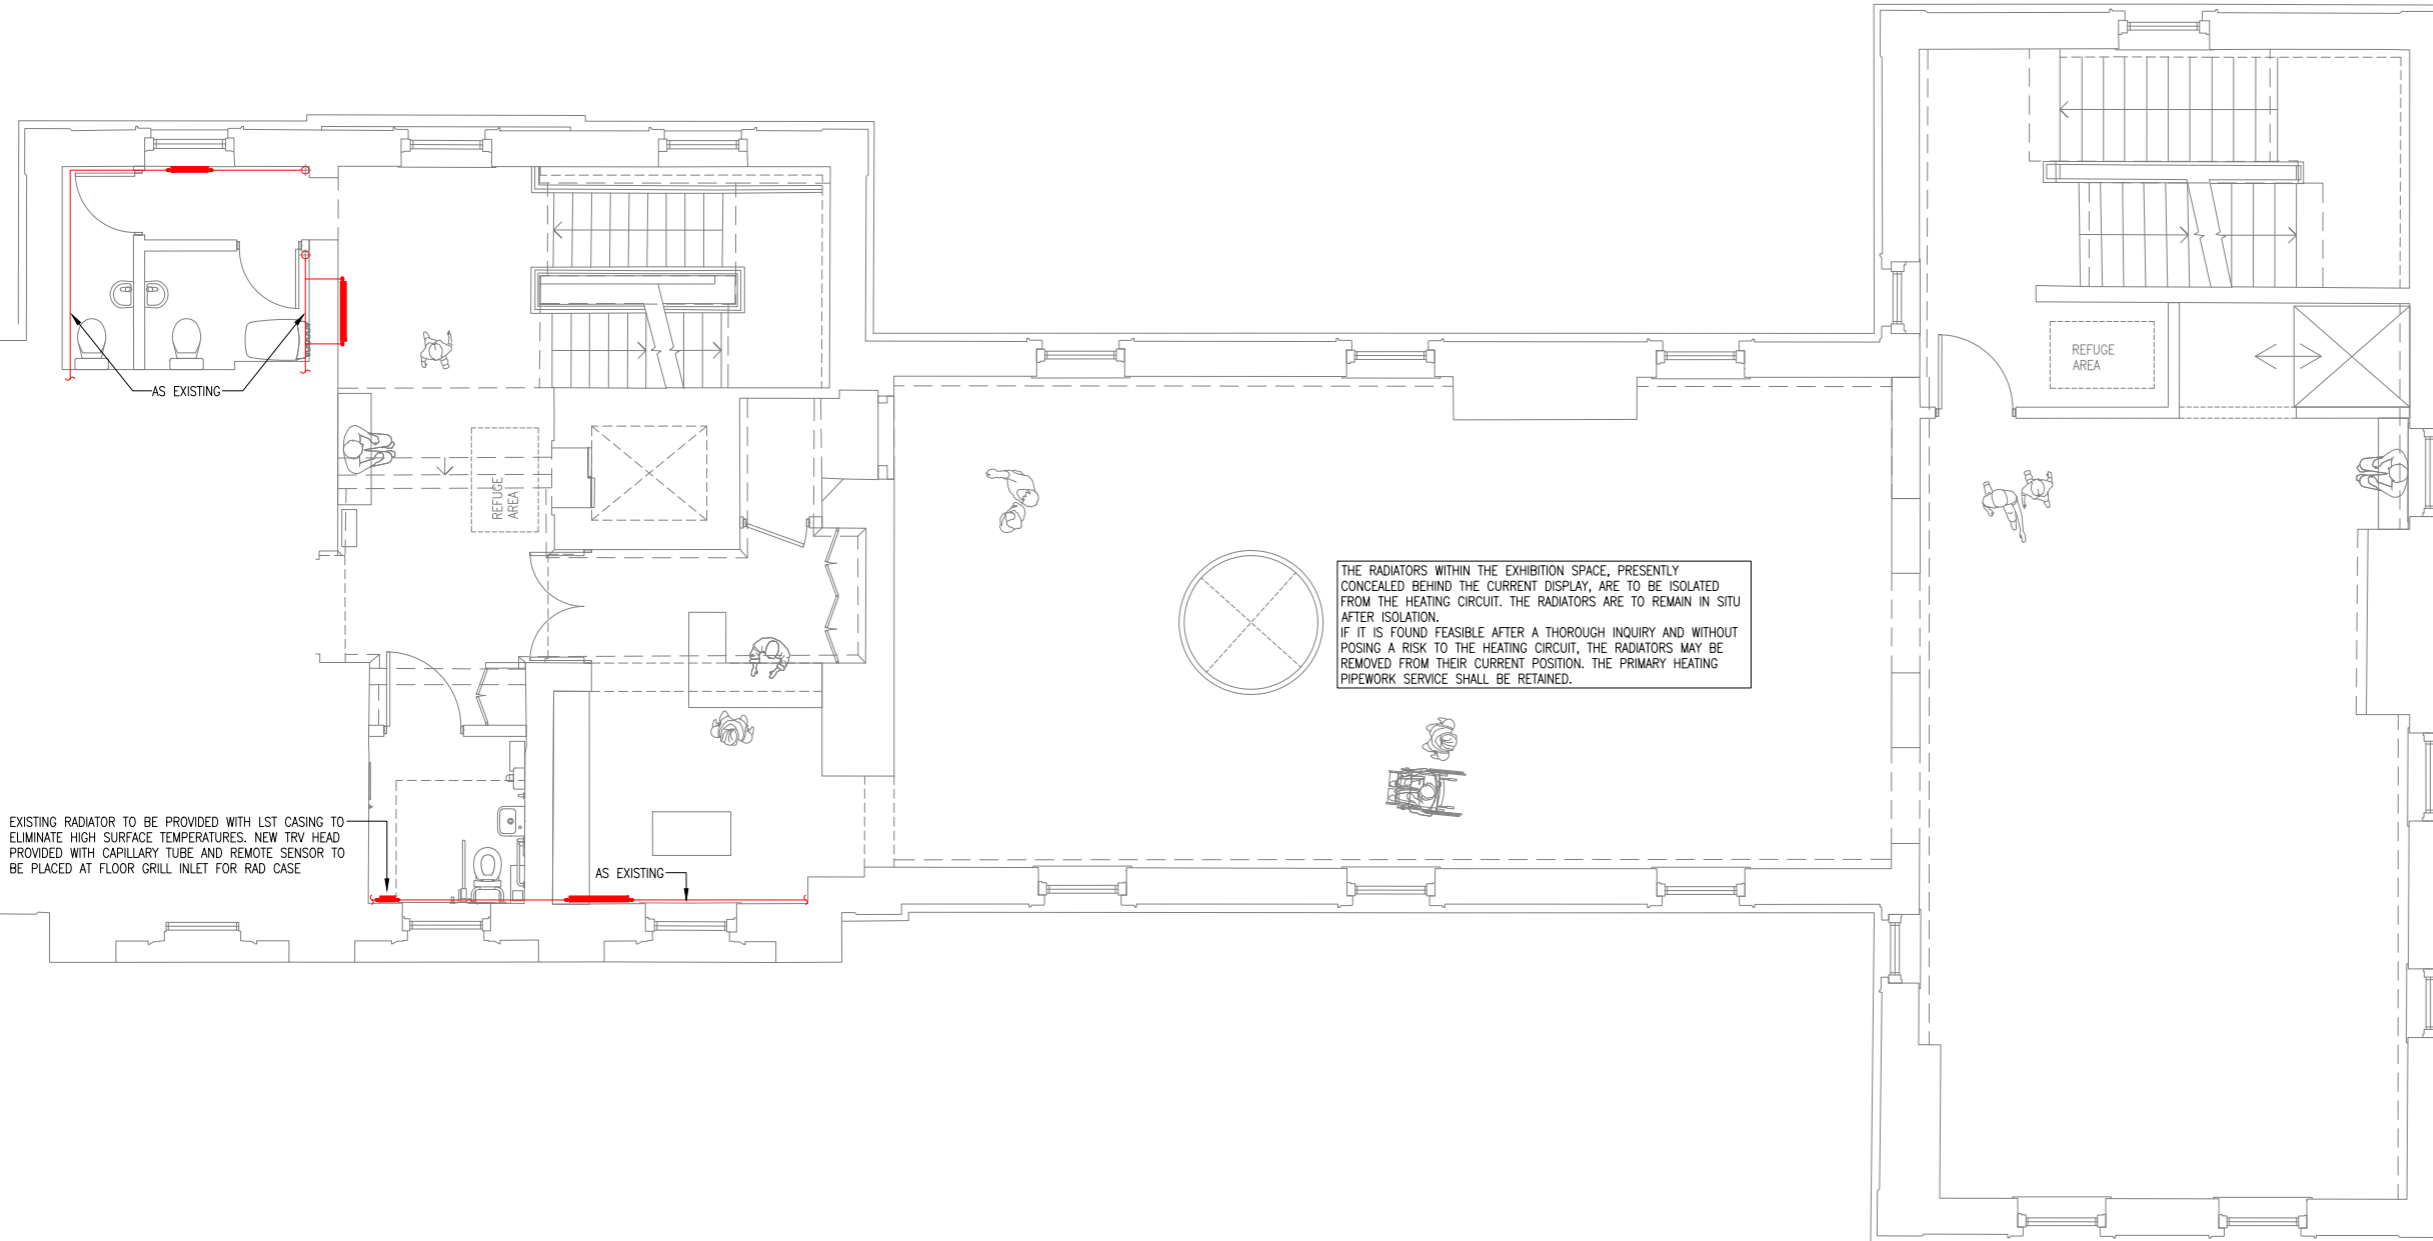 REFUGE
AREA
AS EXISTING
REFUGE
AREA
THE RADIATORS WITHIN THE EXHIBITION SPACE, PRESENTLY
CONCEALED BEHIND THE CURRENT DISPLAY, ARE TO BE ISOLATED
FROM THE HEATING CIRCUIT. THE RADIATORS ARE TO REMAIN IN SITU
AFTER ISOLATION.
IF IT IS FOUND FEASIBLE AFTER A THOROUGH INQUIRY AND WITHOUT
POSING A RISK TO THE HEATING CIRCUIT, THE RADIATORS MAY BE
REMOVED FROM THEIR CURRENT POSITION. THE PRIMARY HEATING
PIPEWORK SERVICE SHALL BE RETAINED.
EXISTING RADIATOR TO BE PROVIDED WITH LST CASING TO
ELIMINATE HIGH SURFACE TEMPERATURES. NEW TRV HEAD
PROVIDED WITH CAPILLARY TUBE AND REMOTE SENSOR TO
BE PLACED AT FLOOR GRILL INLET FOR RAD CASE
AS EXISTING